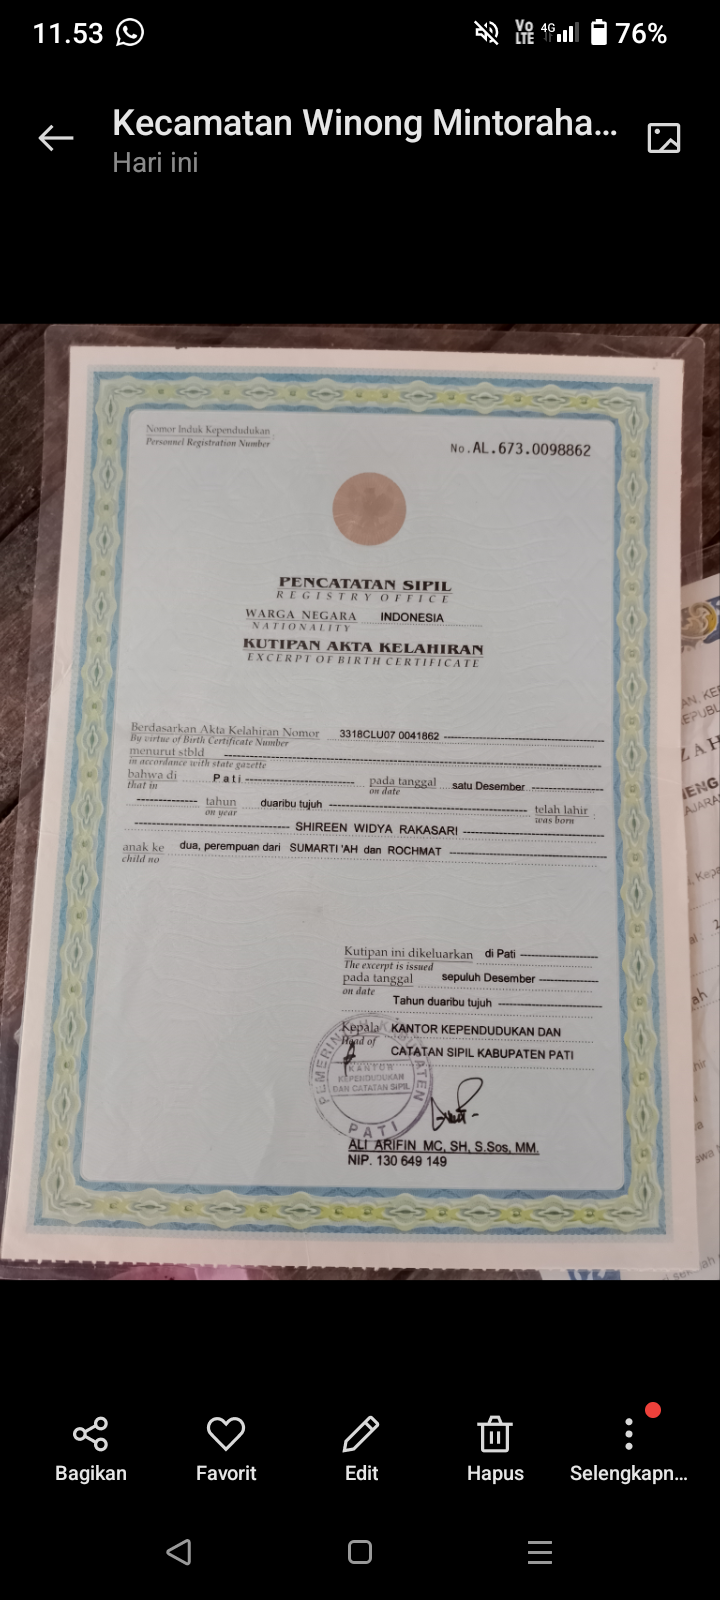 11.53
Vo LTE 4G 76%
Kecamatan Winong Mintoraha...
Hari ini
Nomor Induk Kependudukan
Personnel Registration Number
No.AL.673.0098862
PENCATATAN SIPIL
REGISTRY OFFICE
WARGA NEGARA INDONESIA
NATIONALITY
KUTIPAN AKTA KELAHIRAN
EXCERPT OF BIRTH CERTIFICATE
Berdasarkan Akta Kelahiran Nomor 3318CLU07 0041862
By virtue of Birth Certificate Number
menurut stbld
in accordance with state gazette
bahwa di Pati pada tanggal satu Desember
that in on date
tahun duaribu tujuh telah lahir :
on year was born
SHIREEN WIDYA RAKASARI
anak ke dua, perempuan dari SUMARTI 'AH dan ROCHMAT
child no
Kutipan ini dikeluarkan di Pati
The excerpt is issued
pada tanggal sepuluh Desember
on date
Tahun duaribu tujuh
Kepala KANTOR KEPENDUDUKAN DAN
Head of
CATATAN SIPIL KABUPATEN PATI
PEMERINTAH KABUPATEN
KANTOR
KEPENDUDUKAN
DAN CATATAN SIPIL
PATI
ALI ARIFIN MC, SH, S.Sos, MM.
NIP. 130 649 149
Bagikan
Favorit
Edit
Hapus
Selengkapn...